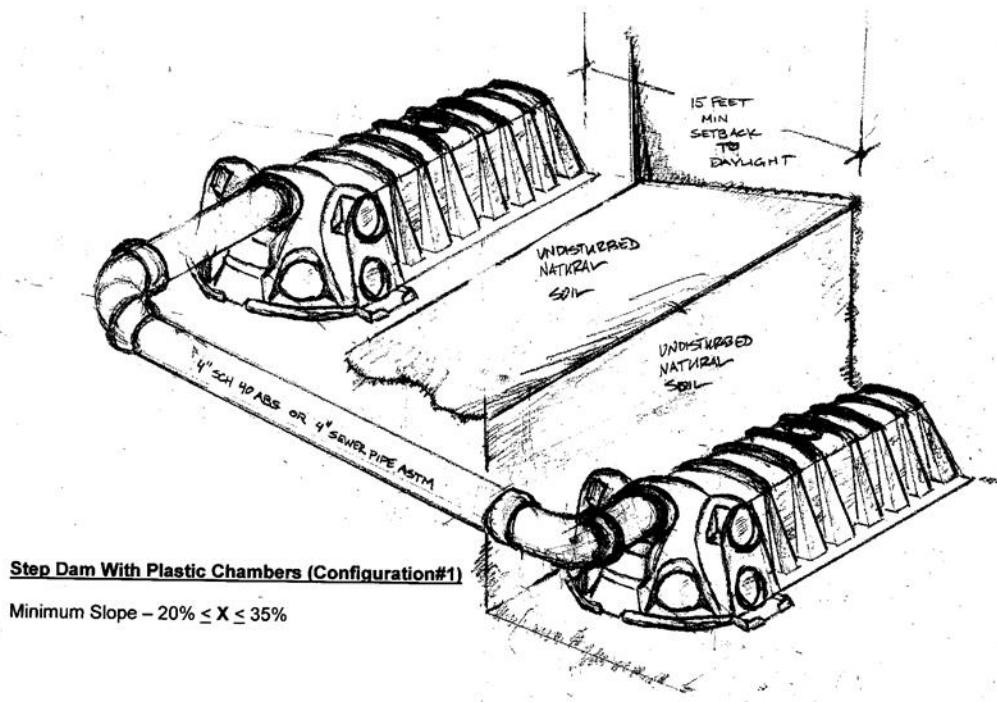 15 FEET
MIN
SETBACK
TO
DAYLIGHT
UNDISTURBED
NATURAL
SOIL
UNDISTURBED
NATURAL
SOIL
4" SCH 40 ABS OR 4" SEWER PIPE ASTM
Step Dam With Plastic Chambers (Configuration#1)
Minimum Slope – 20% ≤ X ≤ 35%